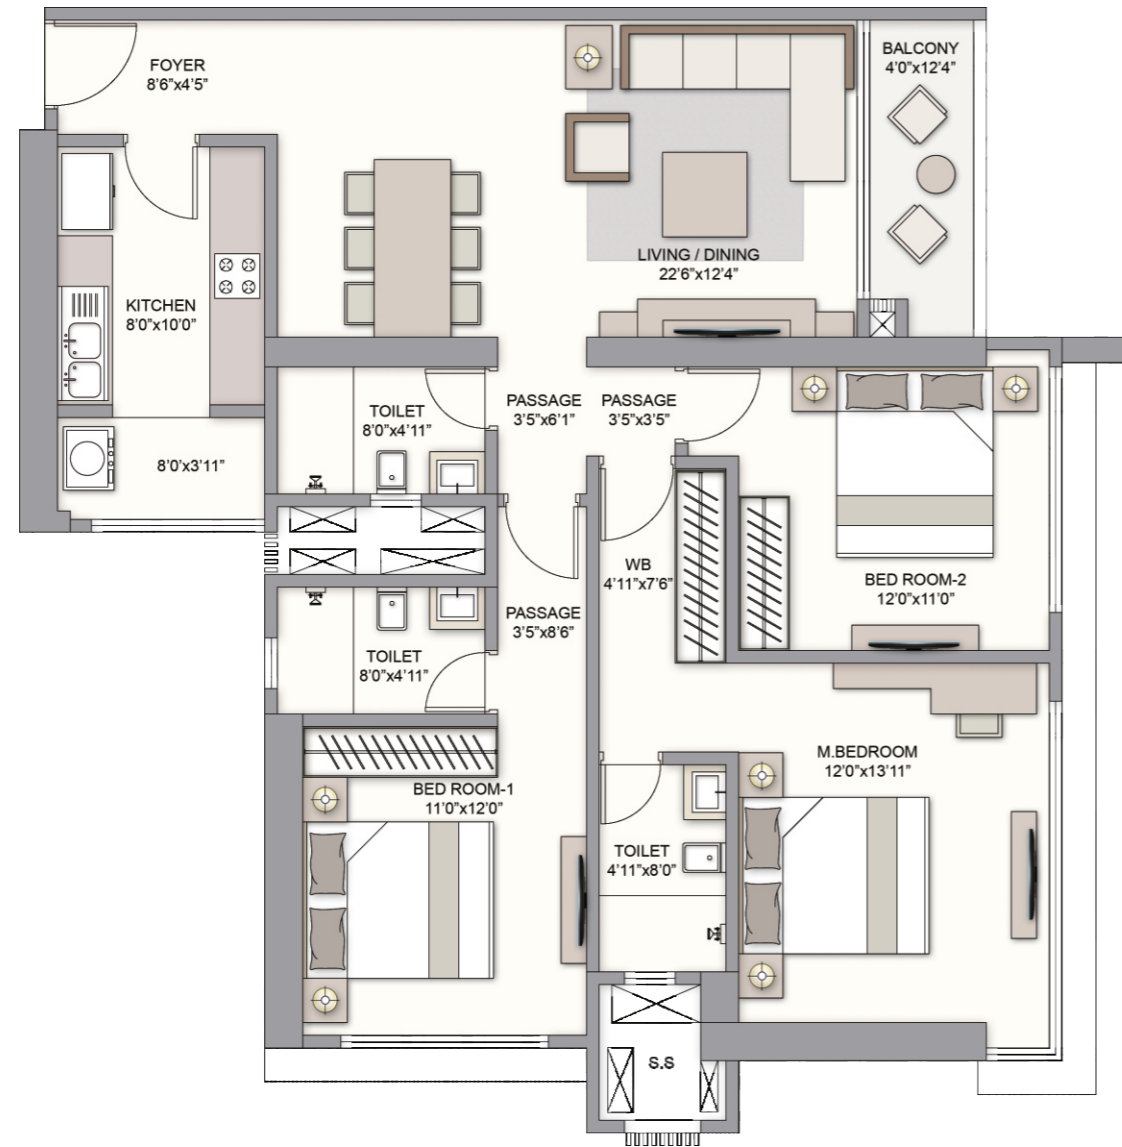 FOYER
8'6"x4'5"
BALCONY
4'0"x12'4"
LIVING / DINING
22'6"x12'4"
KITCHEN
8'0"x10'0"
8'0"x3'11"
TOILET
8'0"x4'11"
PASSAGE
3'5"x6'1"
PASSAGE
3'5"x3'5"
WB
4'11"x7'6"
BED ROOM-2
12'0"x11'0"
PASSAGE
3'5"x8'6"
TOILET
8'0"x4'11"
BED ROOM-1
11'0"x12'0"
M.BEDROOM
12'0"x13'11"
TOILET
4'11"x8'0"
S.S